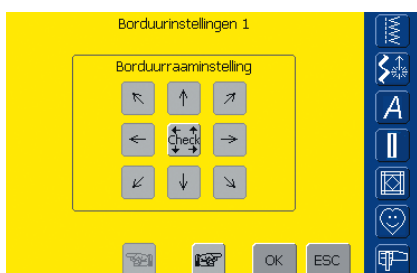 Borduurinstellingen 1
Borduurraaminstelling
Check
OK ESC
A